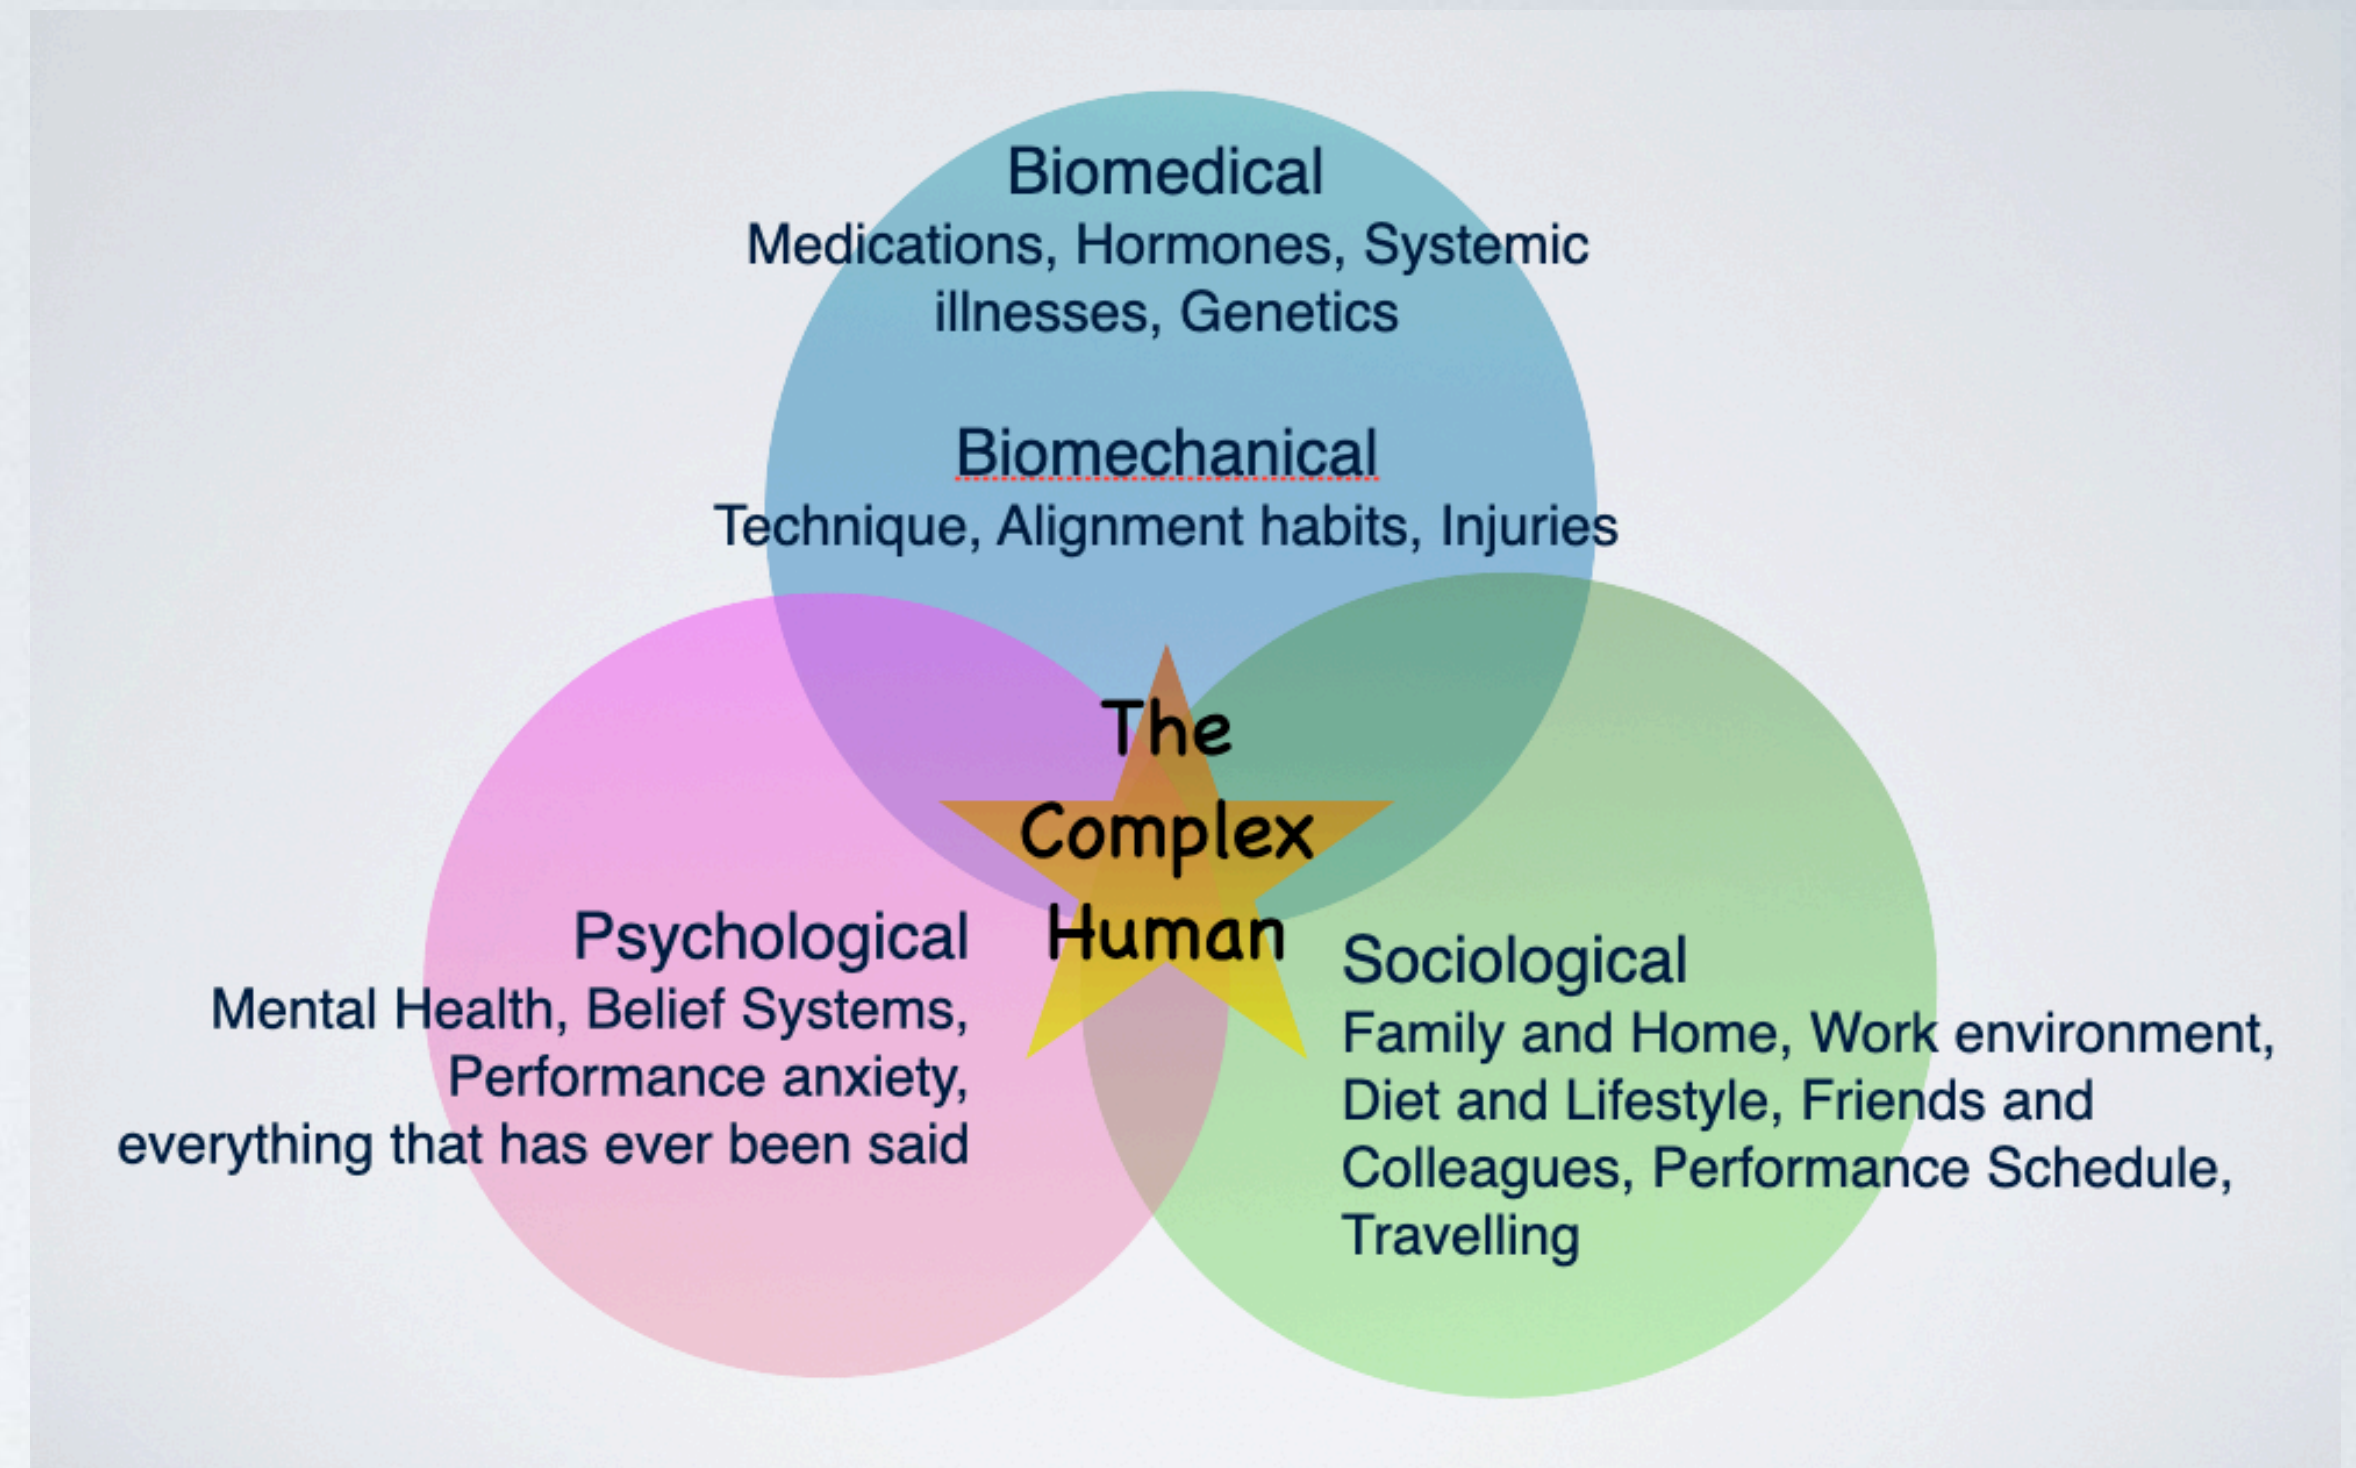 Biomedical
Medications, Hormones, Systemic
illnesses, Genetics
Biomechanical
Technique, Alignment habits, Injuries
The
Complex
Human
Psychological
Mental Health, Belief Systems,
Performance anxiety,
everything that has ever been said
Sociological
Family and Home, Work environment,
Diet and Lifestyle, Friends and
Colleagues, Performance Schedule,
Travelling